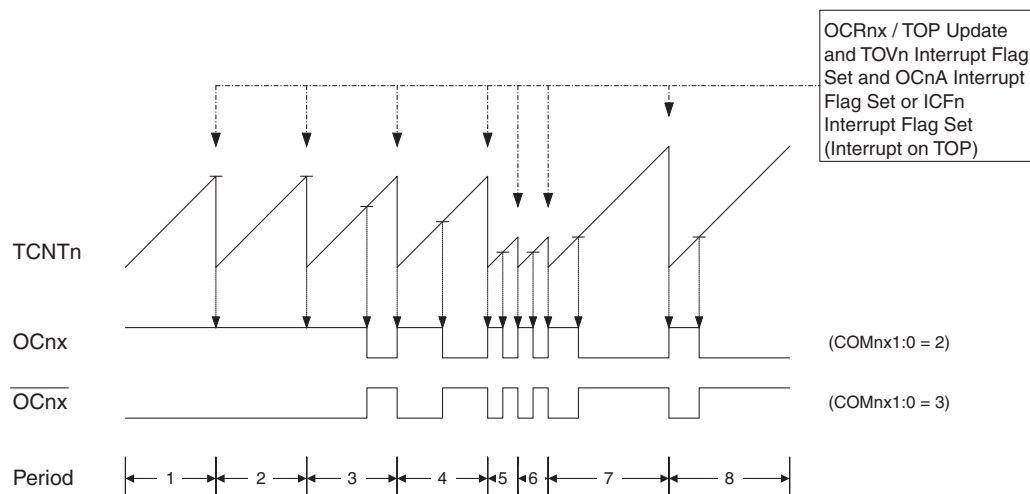 OCRnx / TOP Update
and TOVn Interrupt Flag
Set and OCnA Interrupt
Flag Set or ICFn
Interrupt Flag Set
(Interrupt on TOP)
TCNTn
OCnx (COMnx1:0 = 2)
OCnx (COMnx1:0 = 3)
Period 1 2 3 4 5 6 7 8